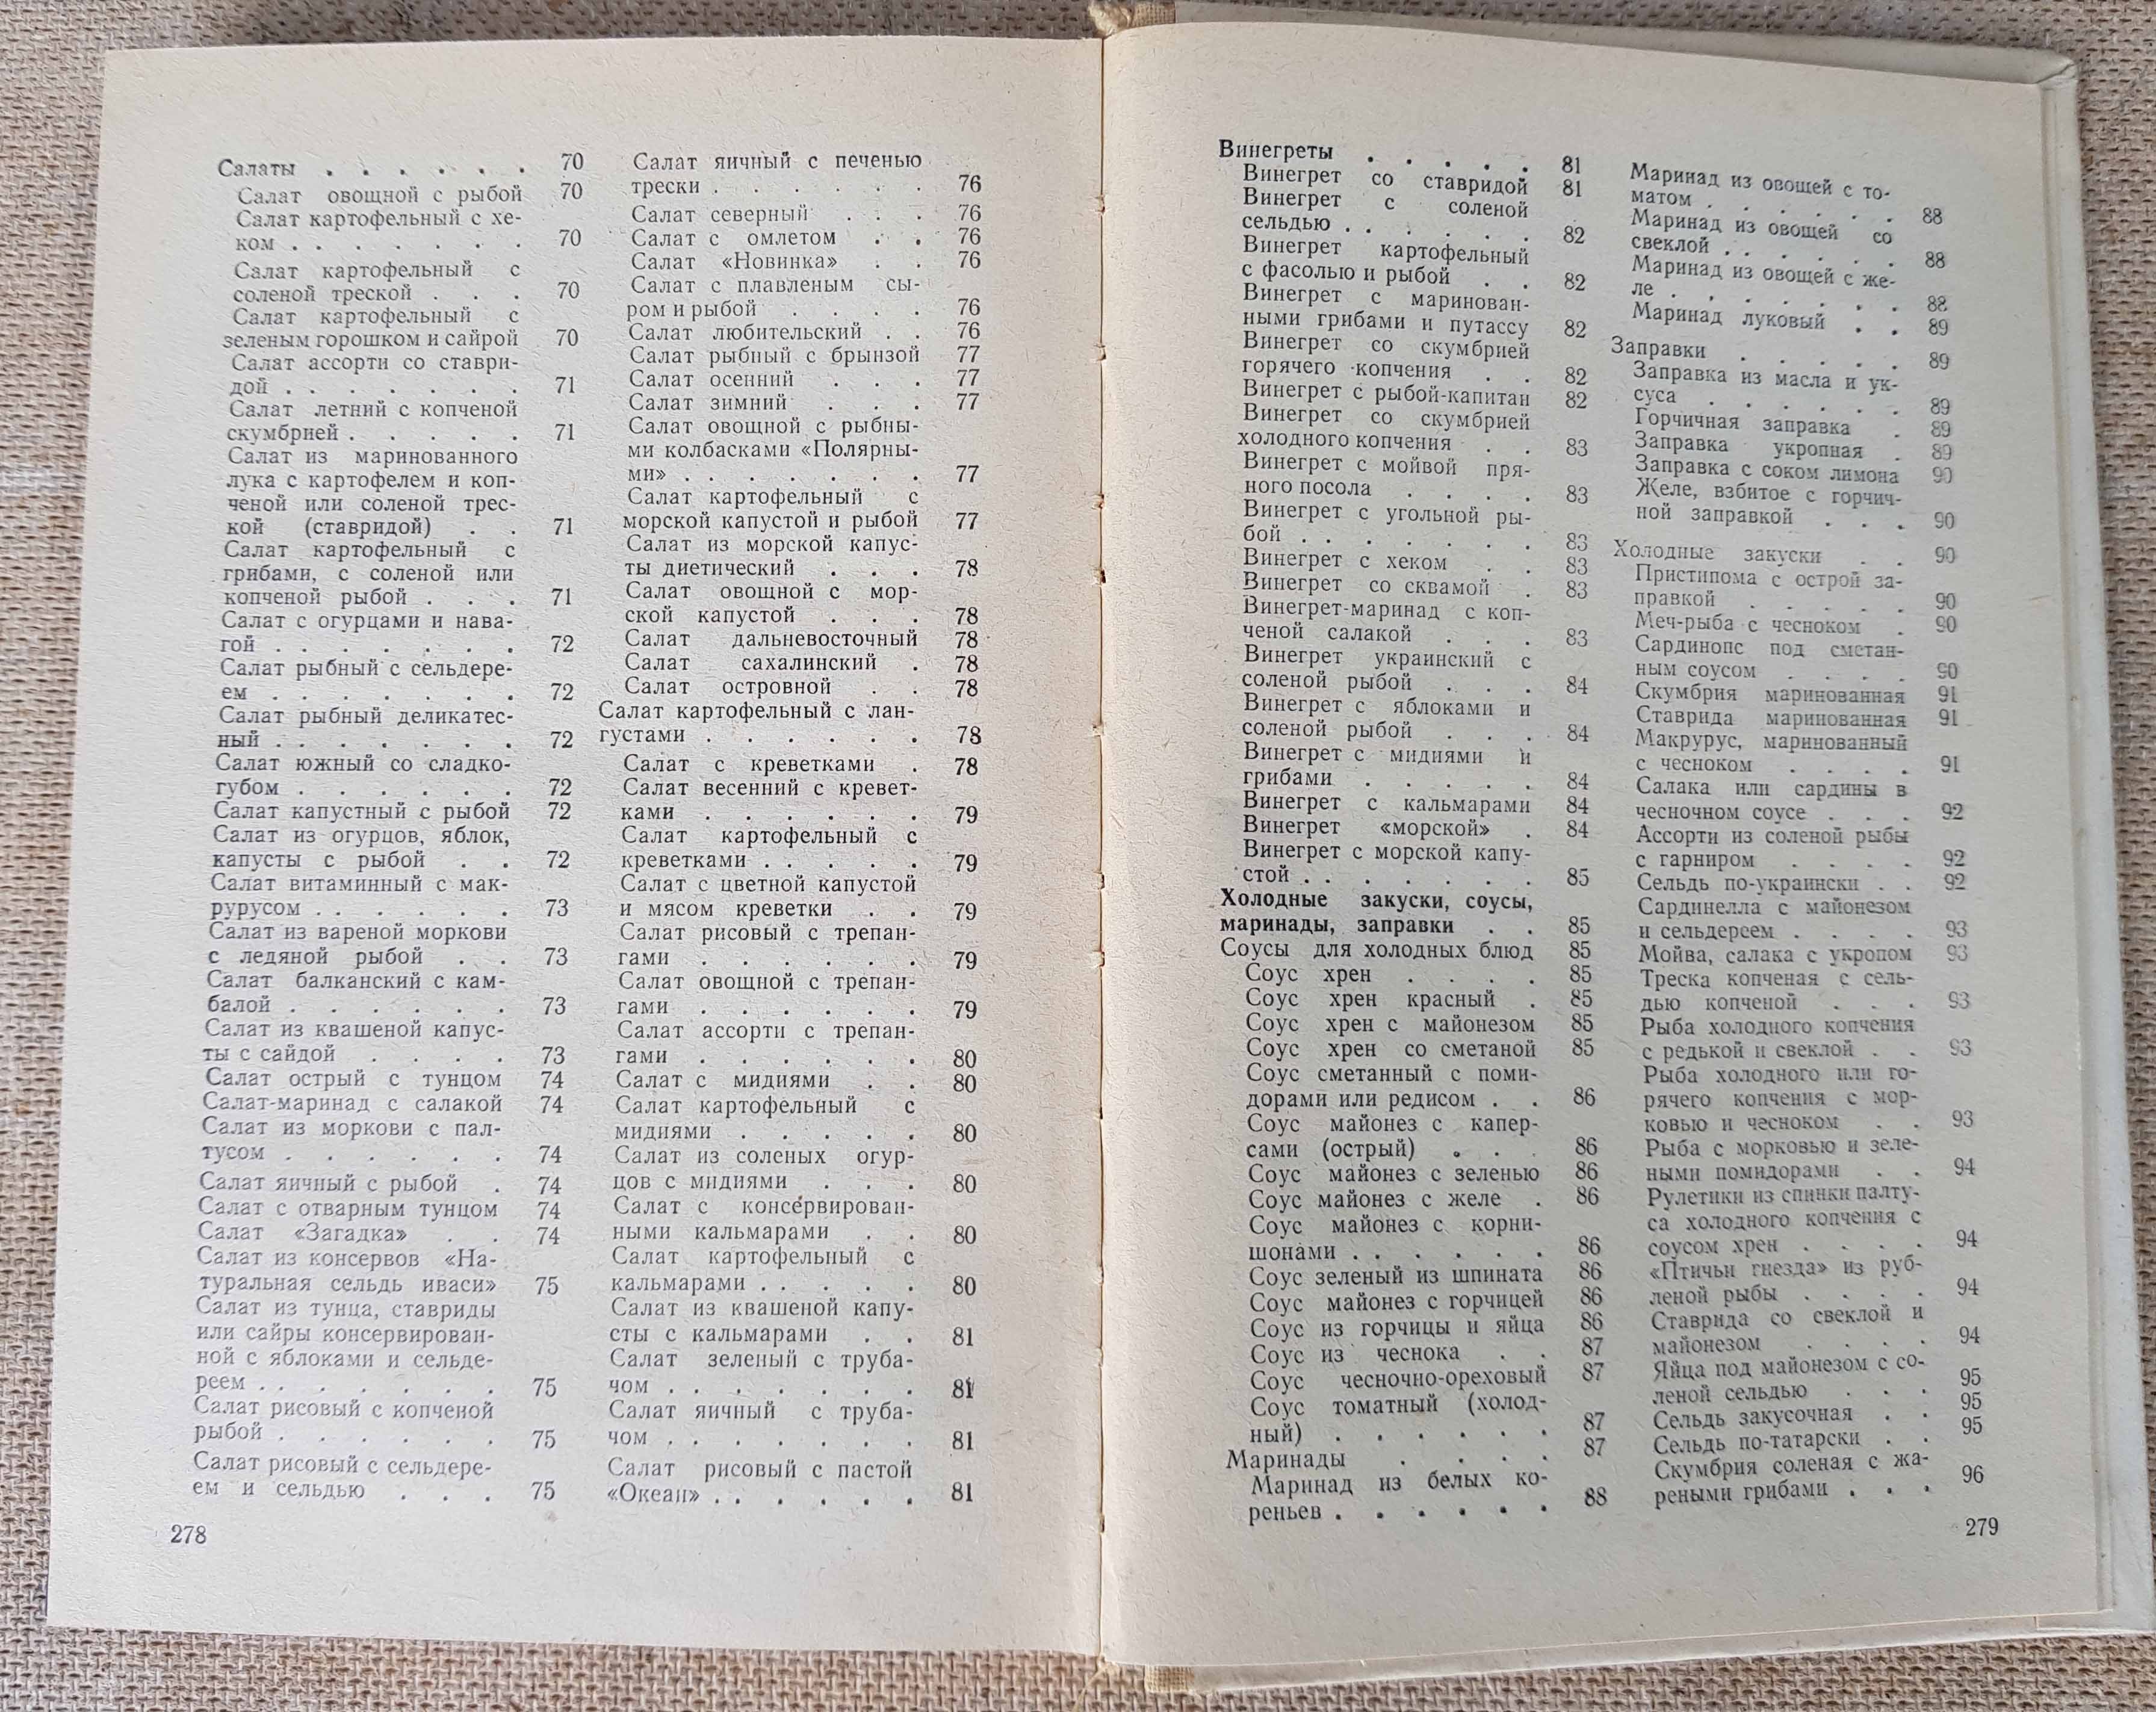 Салаты . . . . . . 70
Салат овощной с рыбой 70
Салат картофельный с хе-
ком . . . . . . . 70
Салат картофельный с
соленой треской . . . 70
Салат картофельный с
зеленым горошком и сайрой 70
Салат ассорти со ставри-
дой . . . . . . . 71
Салат летний с копченой
скумбрией . . . . . 71
Салат из маринованного
лука с картофелем и коп-
ченой или соленой трес-
кой (ставридой) . . 71
Салат картофельный с
грибами, с соленой или
копченой рыбой . . . 71
Салат с огурцами и нава-
гой . . . . . . . 72
Салат рыбный с сельдере-
ем . . . . . . . 72
Салат рыбный деликатес-
ный . . . . . . . 72
Салат южный со сладко-
губом . . . . . . 72
Салат капустный с рыбой 72
Салат из огурцов, яблок,
капусты с рыбой . . 72
Салат витаминный с мак-
рурусом . . . . . . 73
Салат из вареной моркови
с ледяной рыбой . . 73
Салат балканский с кам-
балой . . . . . . 73
Салат из квашеной капус-
ты с сайдой . . . . 73
Салат острый с тунцом 74
Салат-маринад с салакой 74
Салат из моркови с пал-
тусом . . . . . . 74
Салат яичный с рыбой . 74
Салат с отварным тунцом 74
Салат «Загадка» . . 74
Салат из консервов «На-
туральная сельдь иваси» 75
Салат из тунца, ставриды
или сайры консервирован-
ной с яблоками и сельде-
реем . . . . . . . 75
Салат рисовый с копченой
рыбой . . . . . . 75
Салат рисовый с сельдере-
ем и сельдью . . . 75
278
Салат яичный с печенью
трески . . . . . . 76
Салат северный . . . 76
Салат с омлетом . . 76
Салат «Новинка» . . 76
Салат с плавленым сы-
ром и рыбой . . . . 76
Салат любительский . . 76
Салат рыбный с брынзой 77
Салат осенний . . . 77
Салат зимний . . . 77
Салат овощной с рыбны-
ми колбасками «Полярны-
ми» . . . . . . . 77
Салат картофельный с
морской капустой и рыбой 77
Салат из морской капус-
ты диетический . . . 78
Салат овощной с мор-
ской капустой . . . 78
Салат дальневосточный 78
Салат сахалинский . 78
Салат островной . . 78
Салат картофельный с лан-
густами . . . . . . 78
Салат с креветками . 78
Салат весенний с кревет-
ками . . . . . . 79
Салат картофельный с
креветками . . . . . 79
Салат с цветной капустой
и мясом креветки . . 79
Салат рисовый с трепан-
гами . . . . . . 79
Салат овощной с трепан-
гами . . . . . . 79
Салат ассорти с трепан-
гами . . . . . . 80
Салат с мидиями . . 80
Салат картофельный с
мидиями . . . . . 80
Салат из соленых огур-
цов с мидиями . . . 80
Салат с консервирован-
ными кальмарами . . 80
Салат картофельный с
кальмарами . . . . . 80
Салат из квашеной капу-
сты с кальмарами . . 81
Салат зеленый с труба-
чом . . . . . . . 81
Салат яичный с труба-
чом . . . . . . . 81
Салат рисовый с пастой
«Океан» . . . . . . 81
Винегреты . . . . . 81
Винегрет со ставридой 81
Винегрет с соленой
сельдью . . . . . . 82
Винегрет картофельный
с фасолью и рыбой . . 82
Винегрет с маринован-
ными грибами и путассу 82
Винегрет со скумбрией
горячего копчения . . 82
Винегрет с рыбой-капитан 82
Винегрет со скумбрией
холодного копчения . . 83
Винегрет с мойвой пря-
ного посола . . . . 83
Винегрет с угольной ры-
бой . . . . . . . 83
Винегрет с хеком . . 83
Винегрет со сквамой . 83
Винегрет-маринад с коп-
ченой салакой . . . 83
Винегрет украинский с
соленой рыбой . . . 84
Винегрет с яблоками и
соленой рыбой . . . 84
Винегрет с мидиями и
грибами . . . . . 84
Винегрет с кальмарами 84
Винегрет «морской» . 84
Винегрет с морской капу-
стой . . . . . . . 85
Холодные закуски, соусы,
маринады, заправки . . 85
Соусы для холодных блюд 85
Соус хрен . . . . 85
Соус хрен красный . 85
Соус хрен с майонезом 85
Соус хрен со сметаной 85
Соус сметанный с поми-
дорами или редисом . . 86
Соус майонез с капер-
сами (острый) . . . 86
Соус майонез с зеленью 86
Соус майонез с желе . 86
Соус майонез с корни-
шонами . . . . . . 86
Соус зеленый из шпината 86
Соус майонез с горчицей 86
Соус из горчицы и яйца 86
Соус из чеснока . . 87
Соус чесночно-ореховый 87
Соус томатный (холод-
ный) . . . . . . 87
Маринады . . . . 87
Маринад из белых ко-
реньев . . . . . . 88
Маринад из овощей с то-
матом . . . . . . 88
Маринад из овощей со
свеклой . . . . . . 88
Маринад из овощей с же-
ле . . . . . . . 88
Маринад луковый . . 89
Заправки . . . . . 89
Заправка из масла и ук-
суса . . . . . . 89
Горчичная заправка . 89
Заправка укропная . 89
Заправка с соком лимона 90
Желе, взбитое с горчич-
ной заправкой . . . 90
Холодные закуски . . 90
Пристипома с острой за-
правкой . . . . . 90
Меч-рыба с чесноком . 90
Сардинопс под сметан-
ным соусом . . . . 90
Скумбрия маринованная 91
Ставрида маринованная 91
Макрурус, маринованный
с чесноком . . . . 91
Салака или сардины в
чесночном соусе . . . 92
Ассорти из соленой рыбы
с гарниром . . . . 92
Сельдь по-украински . . 92
Сардинелла с майонезом
и сельдереем . . . . 93
Мойва, салака с укропом 93
Треска копченая с сель-
дью копченой . . . 93
Рыба холодного копчения
с редькой и свеклой . . 93
Рыба холодного или го-
рячего копчения с мор-
ковью и чесноком . . 93
Рыба с морковью и зеле-
ными помидорами . . 94
Рулетики из спинки палту-
са холодного копчения с
соусом хрен . . . . 94
«Птичьи гнезда» из руб-
леной рыбы . . . . 94
Ставрида со свеклой и
майонезом . . . . 94
Яйца под майонезом с со-
леной сельдью . . . 95
Сельдь закусочная . . 95
Сельдь по-татарски . . 95
Скумбрия соленая с жа-
реными грибами . . . 96
279